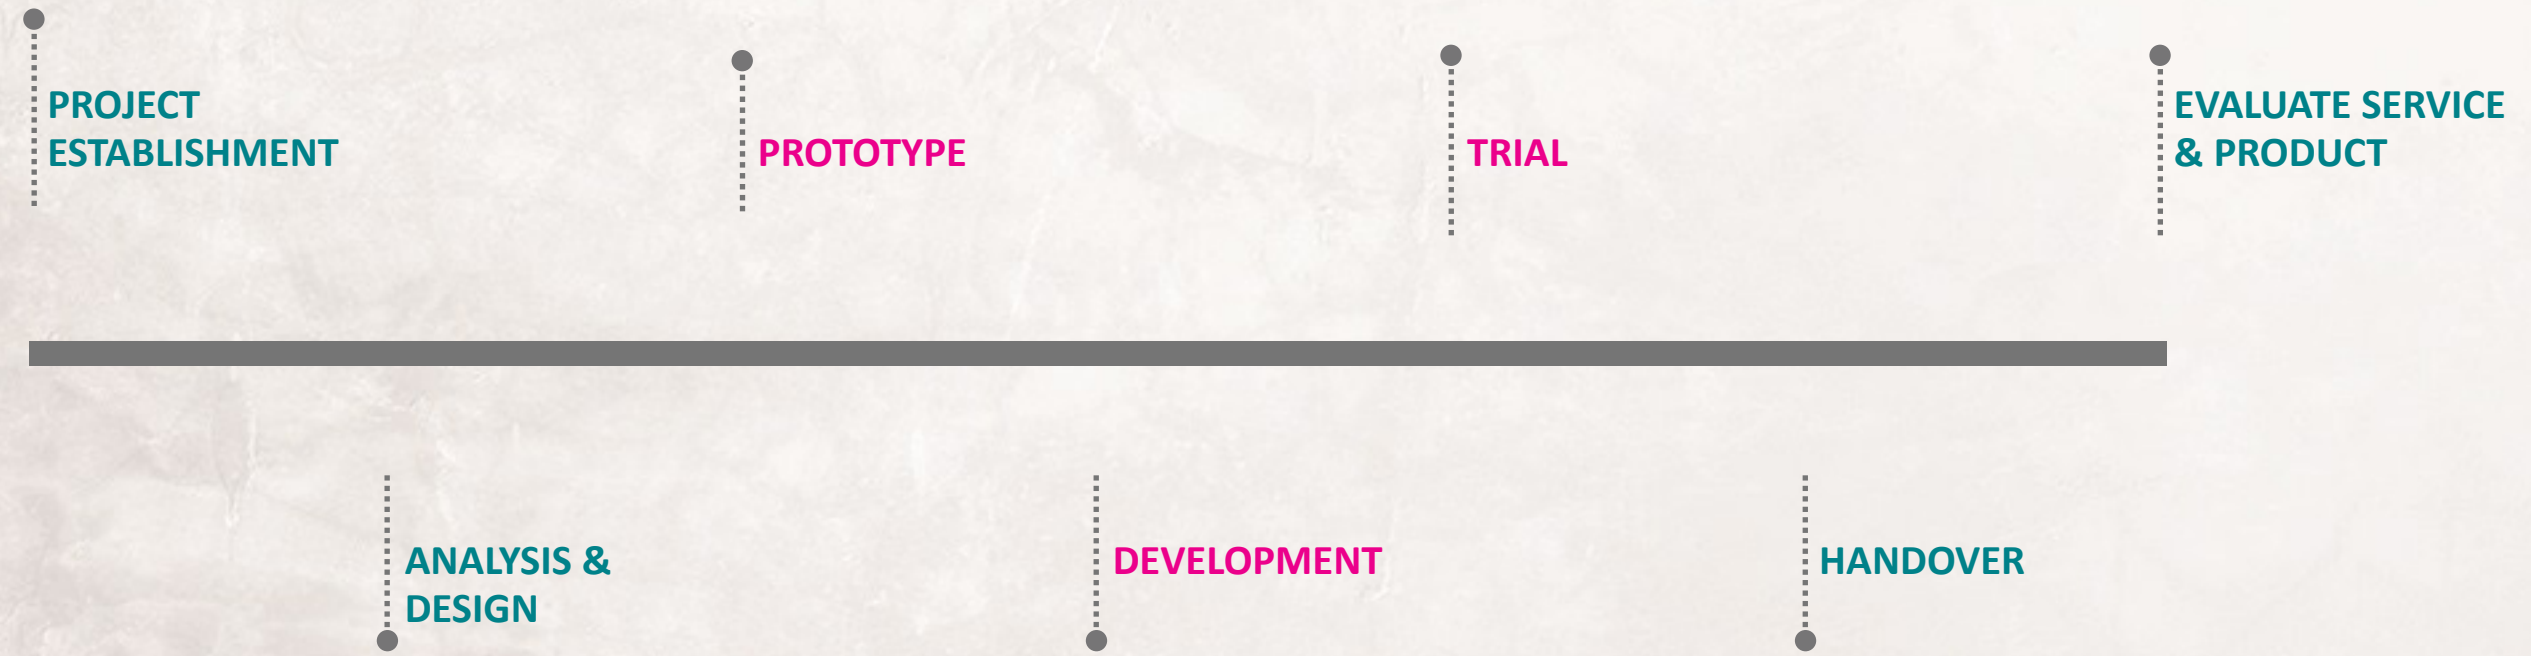 PROJECT
ESTABLISHMENT
PROTOTYPE
TRIAL
EVALUATE SERVICE
& PRODUCT
ANALYSIS &
DESIGN
DEVELOPMENT
HANDOVER